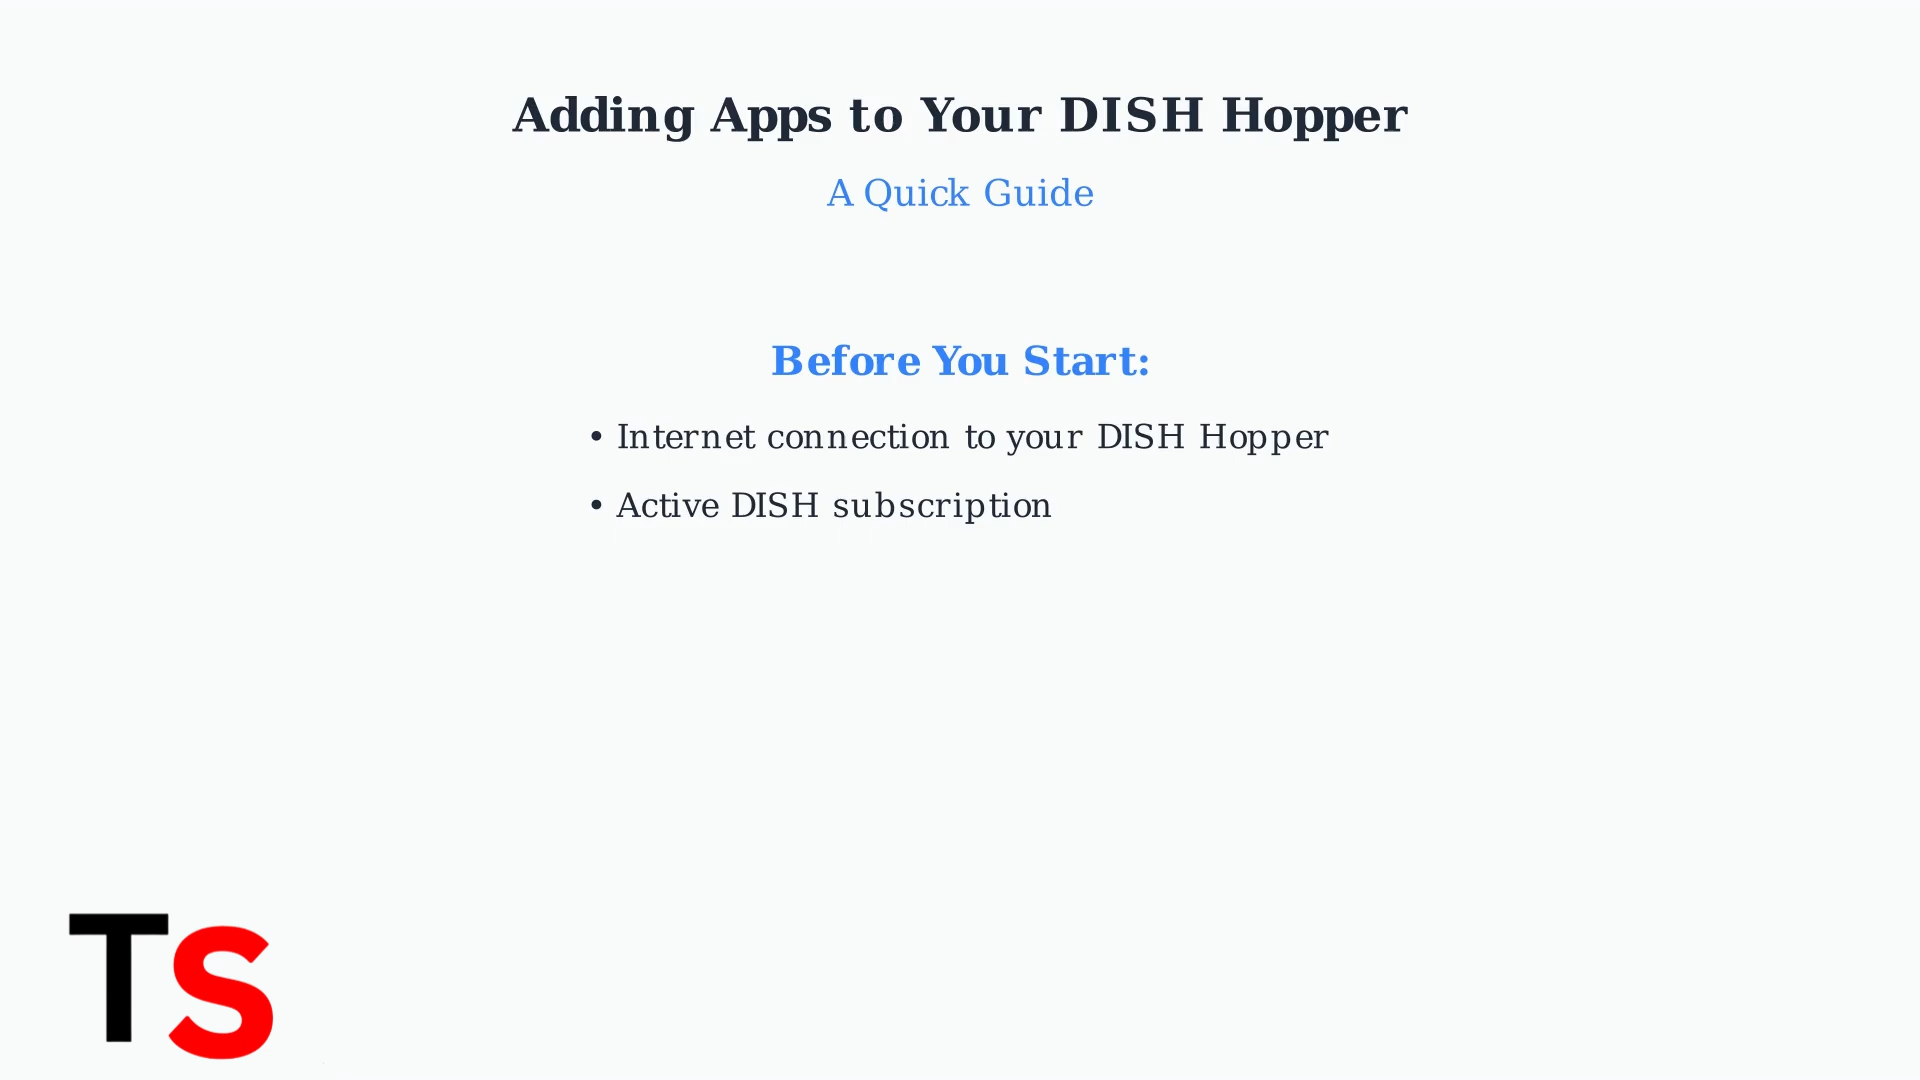 Adding Apps to Your DISH Hopper
A Quick Guide
Before You Start:
• Internet connection to your DISH Hopper
• Active DISH subscription
TS